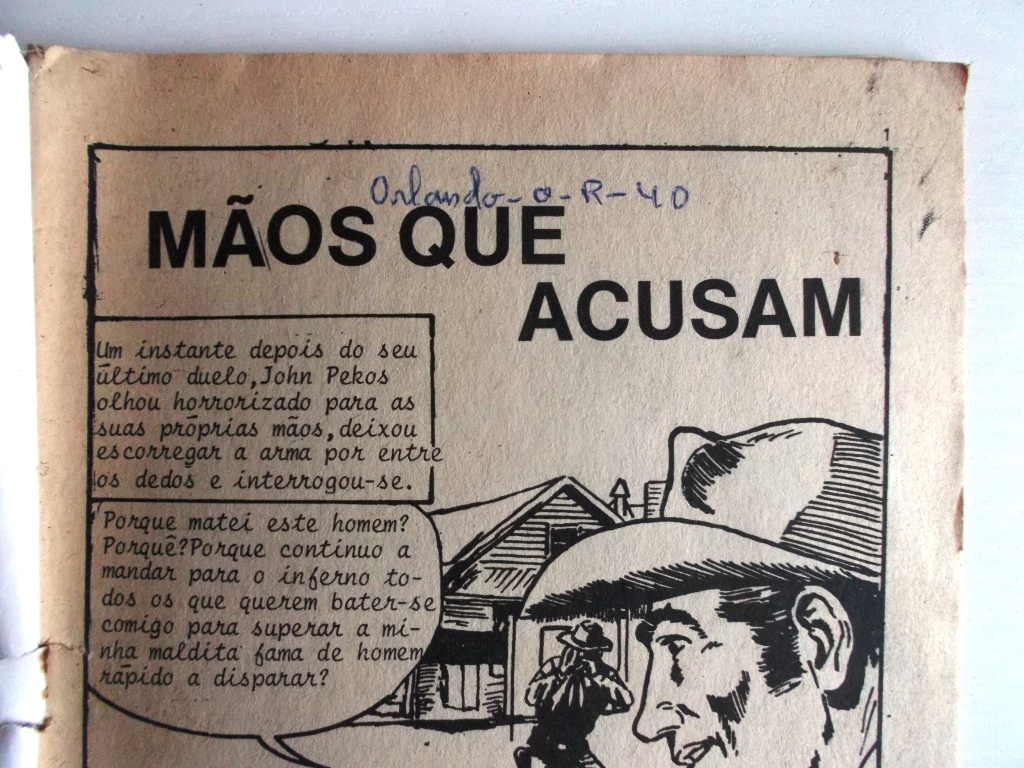 1
Orlando-o-R-40
MÃOS QUE
ACUSAM
Um instante depois do seu
último duelo, John Pekos
olhou horrorizado para as
suas próprias mãos, deixou
escorregar a arma por entre
os dedos e interrogou-se.
Porque matei este homem?
Porquê? Porque continuo a
mandar para o inferno to-
dos os que querem bater-se
comigo para superar a mi-
nha maldita fama de homem
rápido a disparar?